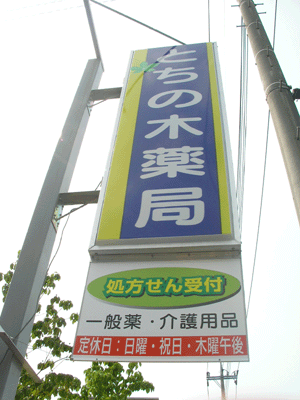 とちの木薬局
処方せん受付
一般薬・介護用品
定休日：日曜・祝日・木曜午後